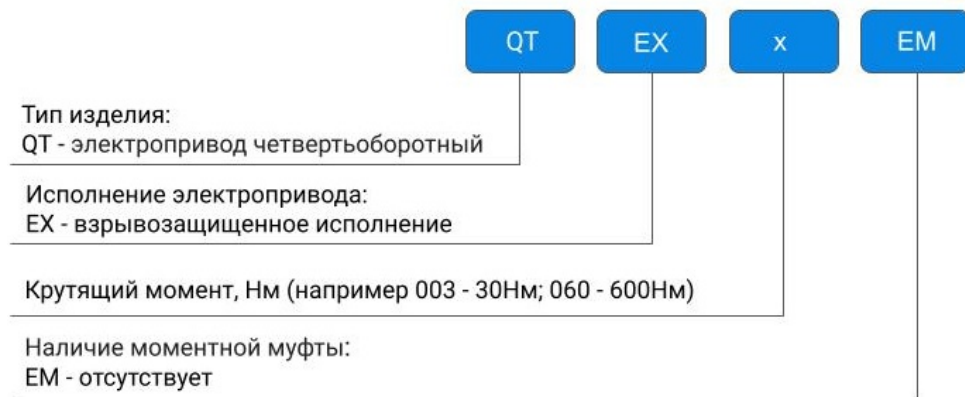 QT EX x EM
Тип изделия:
QT - электропривод четвертьоборотный
Исполнение электропривода:
EX - взрывозащищенное исполнение
Крутящий момент, Нм (например 003 - 30Нм; 060 - 600Нм)
Наличие моментной муфты:
EM - отсутствует